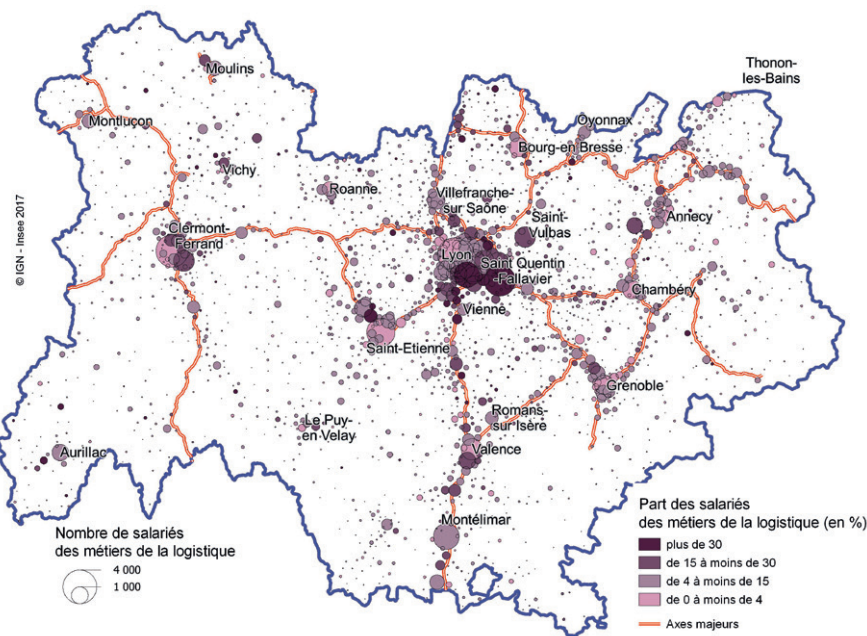 Thonon-
les-Bains
Moulins
Montluçon
Oyonnax
Bourg-en Bresse
Vichy
Roanne
Villefranche-
sur Saône
Annecy
Saint-
Vulbas
Clermont-
Ferrand
Lyon
Saint Quentin
-Fallavier
Chambéry
Vienne
Saint-Etienne
Grenoble
Le Puy-
en Velay
Romans-
sur Isère
Aurillac
Valence
Montélimar
© IGN - Insee 2017
Nombre de salariés
des métiers de la logistique
4 000
1 000
Part des salariés
des métiers de la logistique (en %)
plus de 30
de 15 à moins de 30
de 4 à moins de 15
de 0 à moins de 4
Axes majeurs